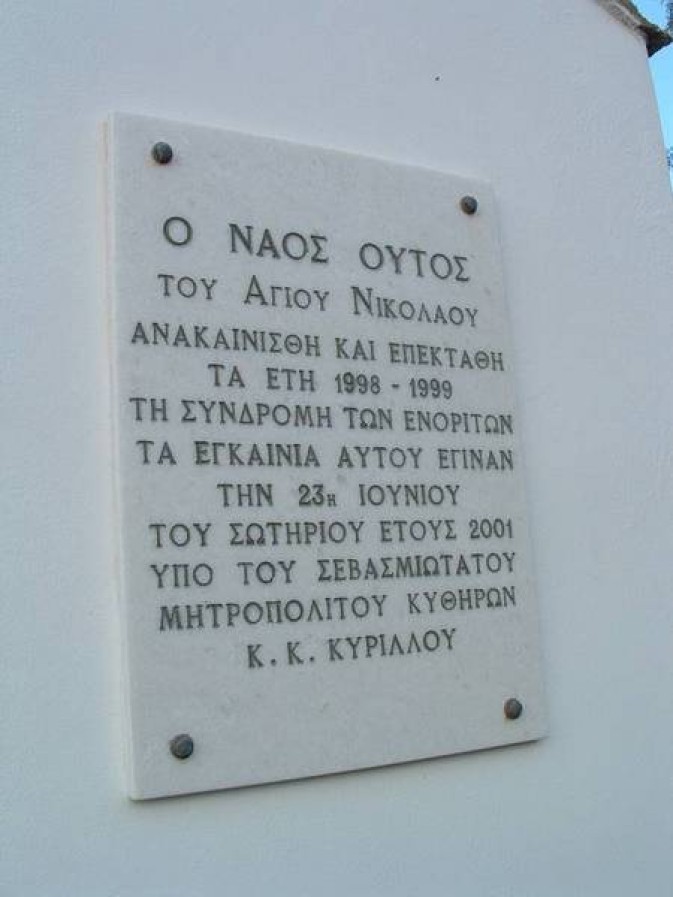 Ο ΝΑΟΣ ΟΥΤΟΣ
ΤΟΥ ΑΓΙΟΥ ΝΙΚΟΛΑΟΥ
ΑΝΑΚΑΙΝΙΣΘΗ ΚΑΙ ΕΠΕΚΤΑΘΗ
ΤΑ ΕΤΗ 1998 - 1999
ΤΗ ΣΥΝΔΡΟΜΗ ΤΩΝ ΕΝΟΡΙΤΩΝ
ΤΑ ΕΓΚΑΙΝΙΑ ΑΥΤΟΥ ΕΓΙΝΑΝ
ΤΗΝ 23η ΙΟΥΝΙΟΥ
ΤΟΥ ΣΩΤΗΡΙΟΥ ΕΤΟΥΣ 2001
ΥΠΟ ΤΟΥ ΣΕΒΑΣΜΙΩΤΑΤΟΥ
ΜΗΤΡΟΠΟΛΙΤΟΥ ΚΥΘΗΡΩΝ
Κ. Κ. ΚΥΡΙΛΛΟΥ